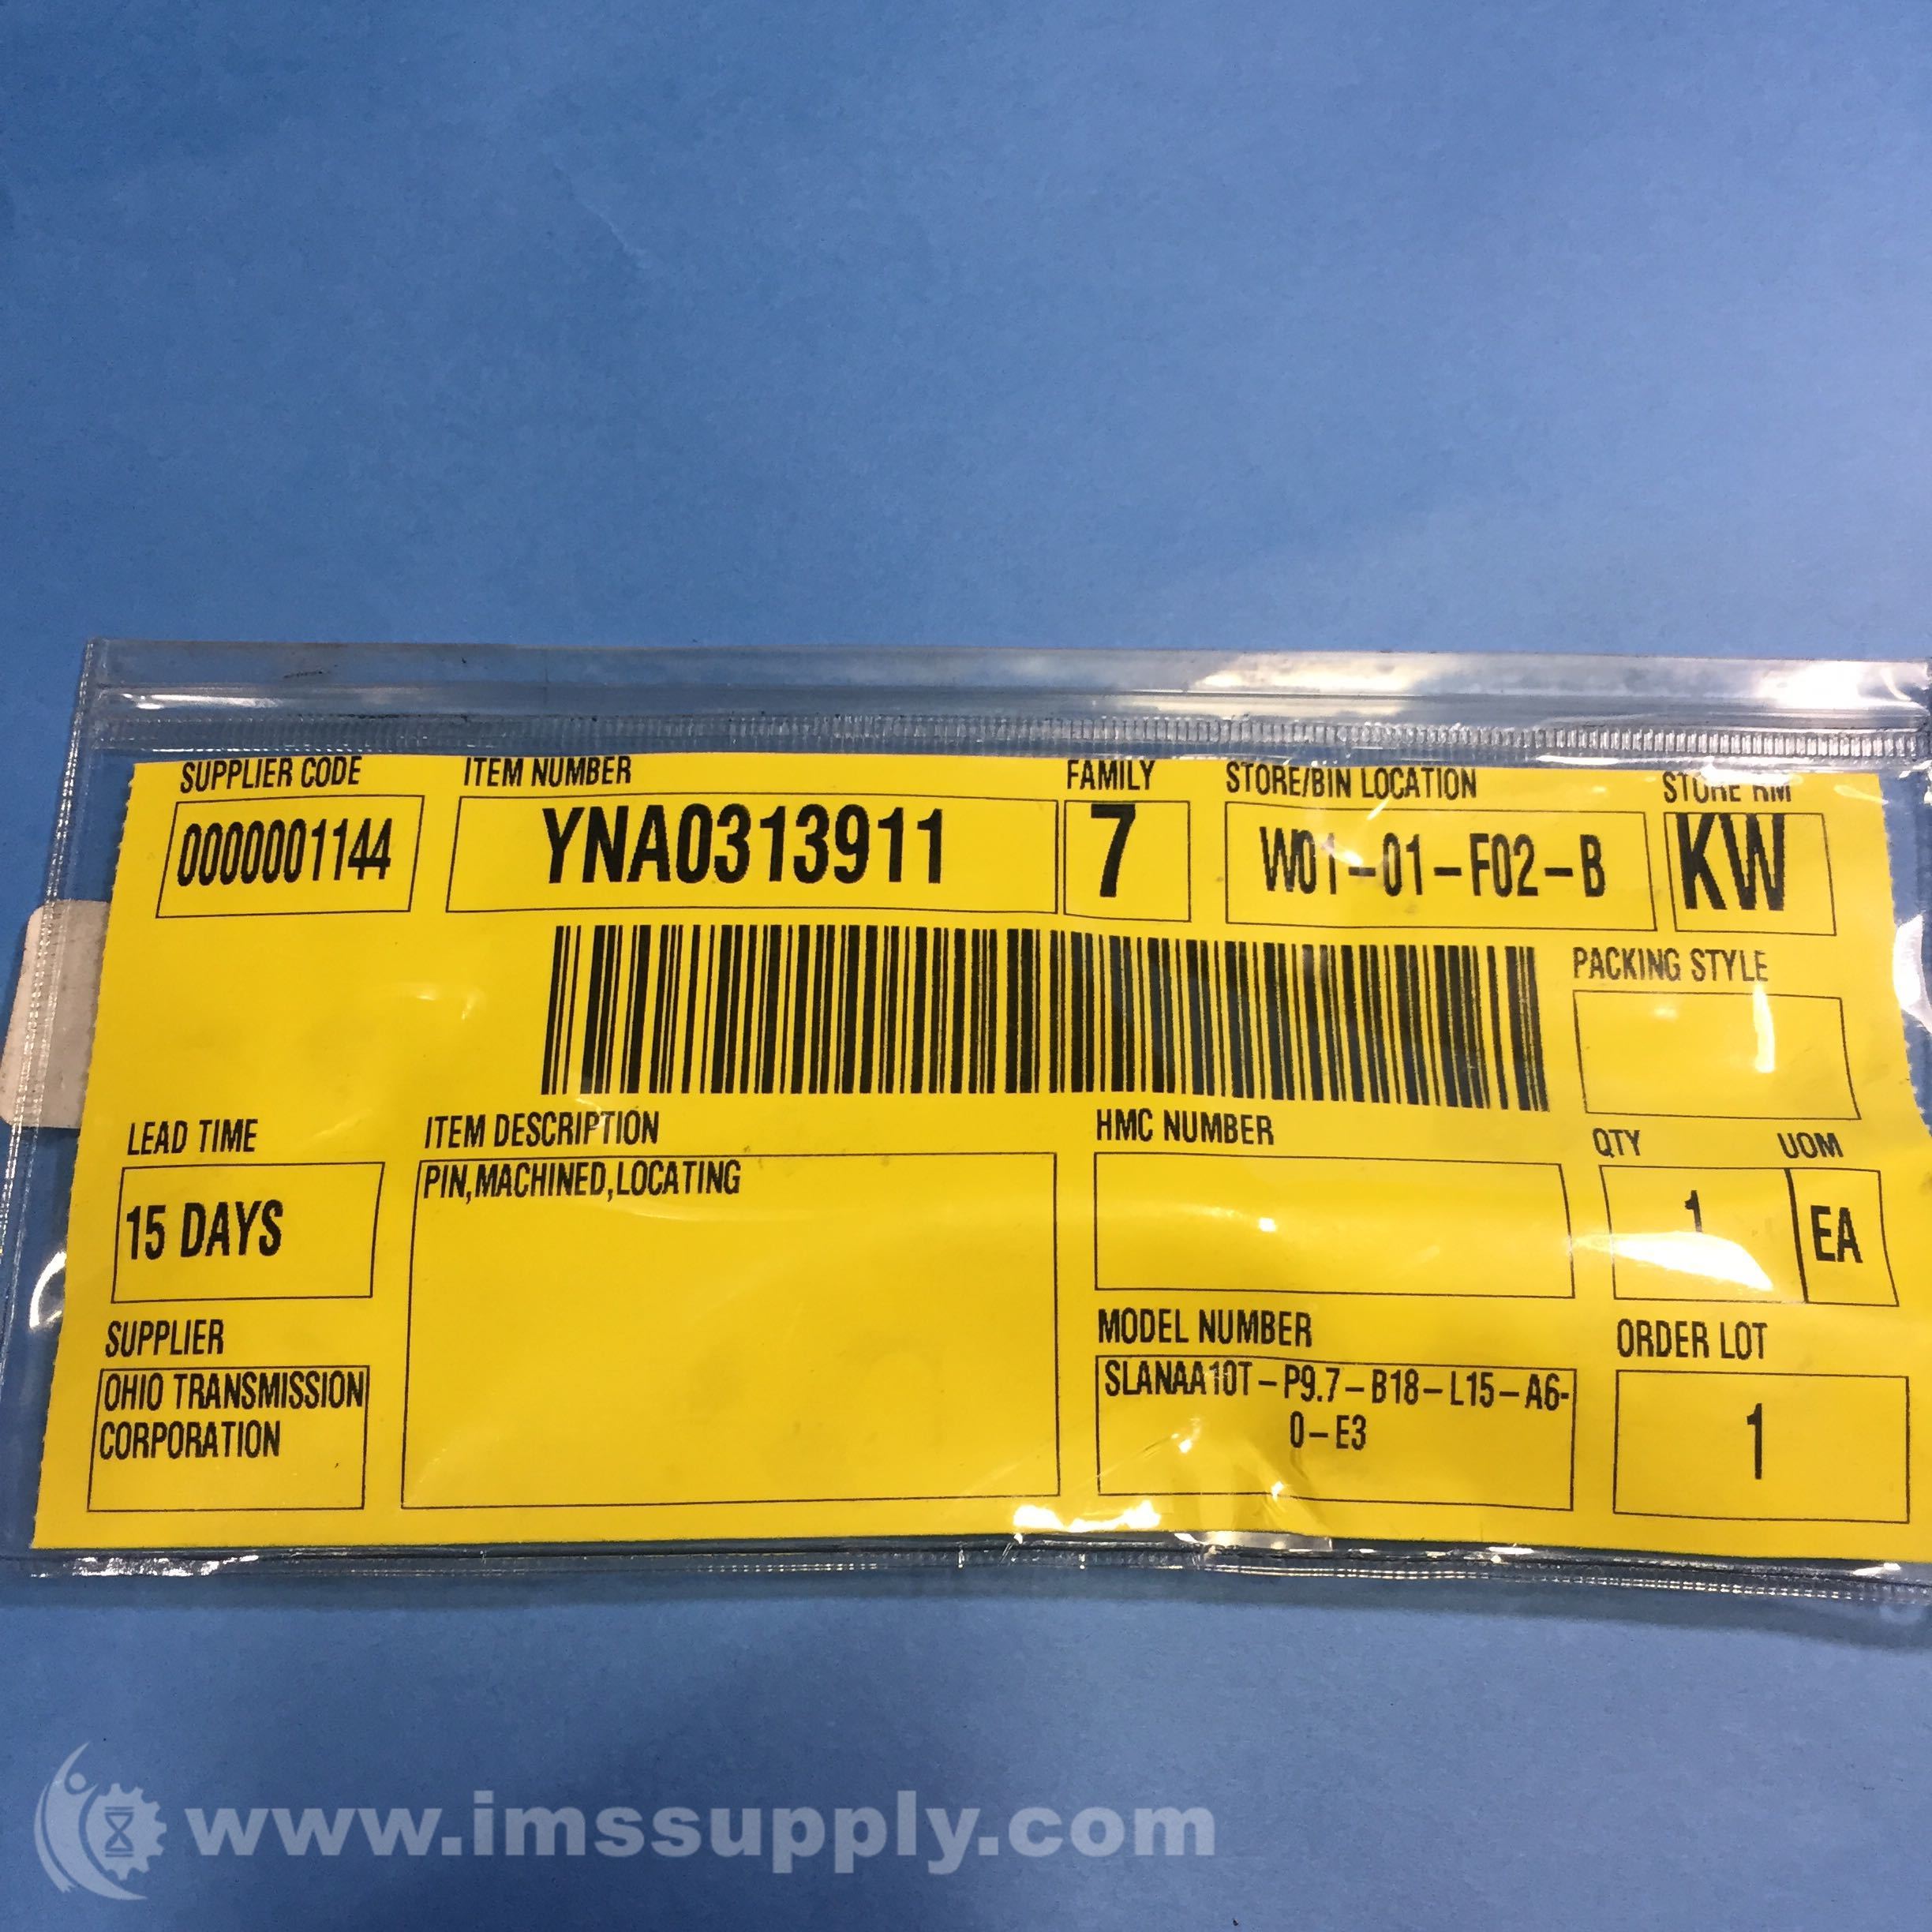 SUPPLIER CODE ITEM NUMBER FAMILY STORE/BIN LOCATION STORE RM
0000001144 YNA0313911 7 W01-01-F02-B KW
PACKING STYLE
LEAD TIME ITEM DESCRIPTION HMC NUMBER QTY UOM
15 DAYS PIN,MACHINED,LOCATING 1 EA
SUPPLIER MODEL NUMBER ORDER LOT
OHIO TRANSMISSION SLANAA10T-P9.7-B18-L15-A6- 1
CORPORATION 0-E3
www.imssupply.com